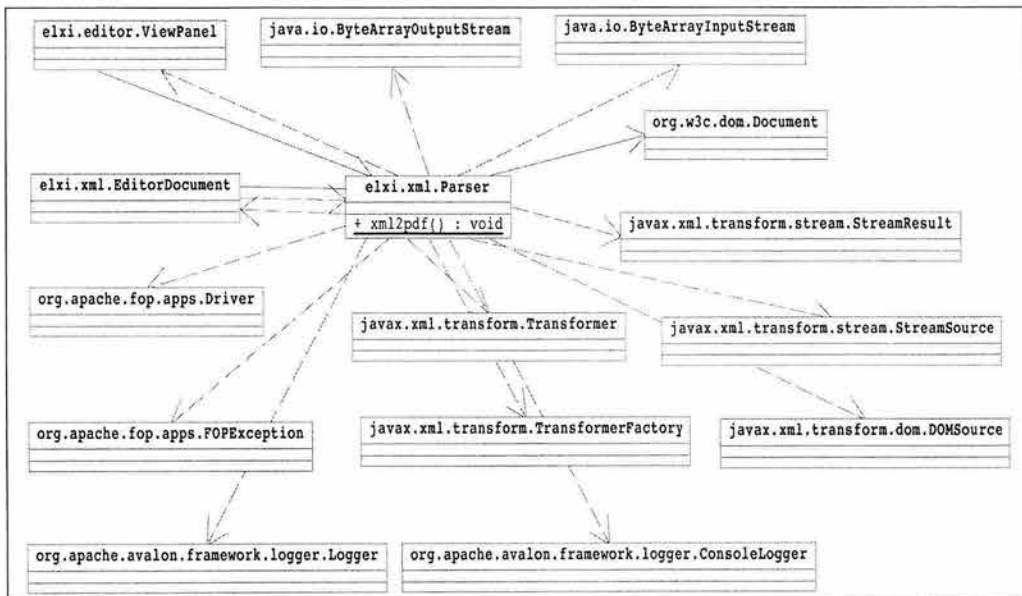 elxi.editor.ViewPanel
java.io.ByteArrayOutputStream
java.io.ByteArrayInputStream
org.w3c.dom.Document
elxi.xml.EditorDocument
elxi.xml.Parser
+ xml2pdf() : void
javax.xml.transform.stream.StreamResult
org.apache.fop.apps.Driver
javax.xml.transform.Transformer
javax.xml.transform.stream.StreamSource
org.apache.fop.apps.FOPException
javax.xml.transform.TransformerFactory
javax.xml.transform.dom.DOMSource
org.apache.avalon.framework.logger.Logger
org.apache.avalon.framework.logger.ConsoleLogger